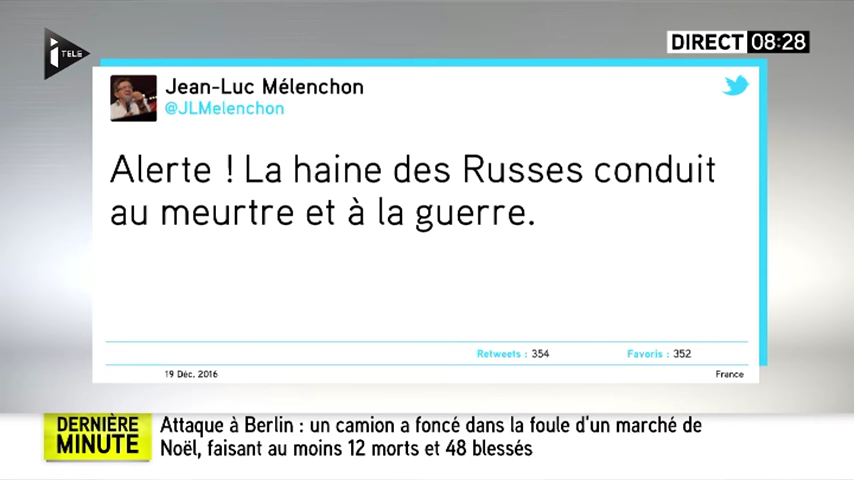 i TELE
DIRECT 08:28
Jean-Luc Mélenchon
@JLMelenchon
Alerte ! La haine des Russes conduit
au meurtre et à la guerre.
Retweets : 354 Favoris : 352
19 Déc. 2016 France
DERNIÈRE
MINUTE
Attaque à Berlin : un camion a foncé dans la foule d'un marché de
Noël, faisant au moins 12 morts et 48 blessés